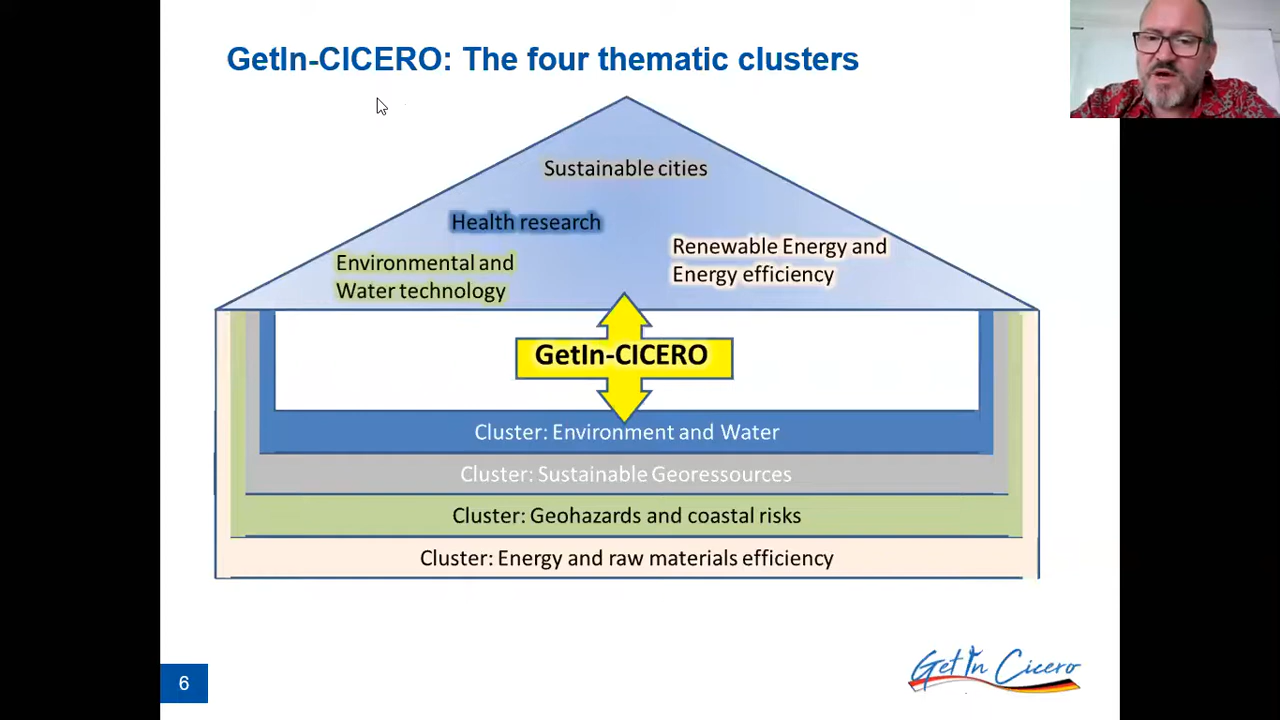 GetIn-CICERO: The four thematic clusters
Sustainable cities
Health research
Environmental and
Water technology
Renewable Energy and
Energy efficiency
GetIn-CICERO
Cluster: Environment and Water
Cluster: Sustainable Georessources
Cluster: Geohazards and coastal risks
Cluster: Energy and raw materials efficiency
6
Get In Cicero